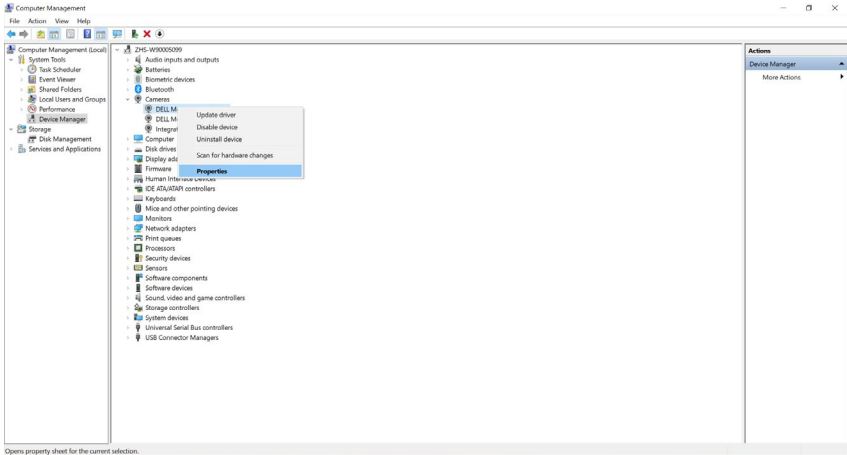 Computer Management
File Action View Help
Computer Management (Local)
System Tools
Task Scheduler
Event Viewer
Shared Folders
Local Users and Groups
Performance
Device Manager
Storage
Disk Management
Services and Applications
ZHS-W90005099
Audio inputs and outputs
Batteries
Biometric devices
Bluetooth
Cameras
DELL M
DELL M
Integrat
Computer
Disk drives
Display ada
Firmware
Human Interface Devices
IDE ATA/ATAPI controllers
Keyboards
Mice and other pointing devices
Monitors
Network adapters
Print queues
Processors
Security devices
Sensors
Software components
Software devices
Sound, video and game controllers
Storage controllers
System devices
Universal Serial Bus controllers
USB Connector Managers
Update driver
Disable device
Uninstall device
Scan for hardware changes
Properties
Actions
Device Manager
More Actions
Opens property sheet for the current selection.